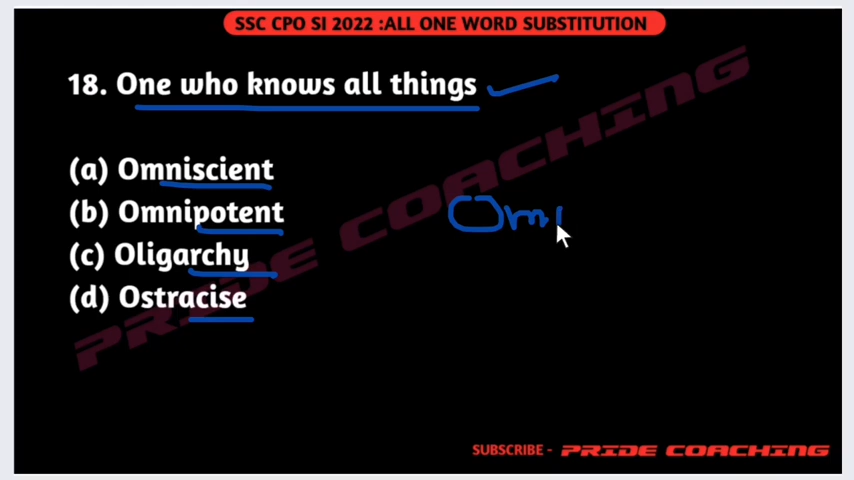 SSC CPO SI 2022 :ALL ONE WORD SUBSTITUTION
18. One who knows all things
(a) Omniscient
(b) Omnipotent
(c) Oligarchy
(d) Ostracise
Omn
PRIDE COACHING
SUBSCRIBE - PRIDE COACHING